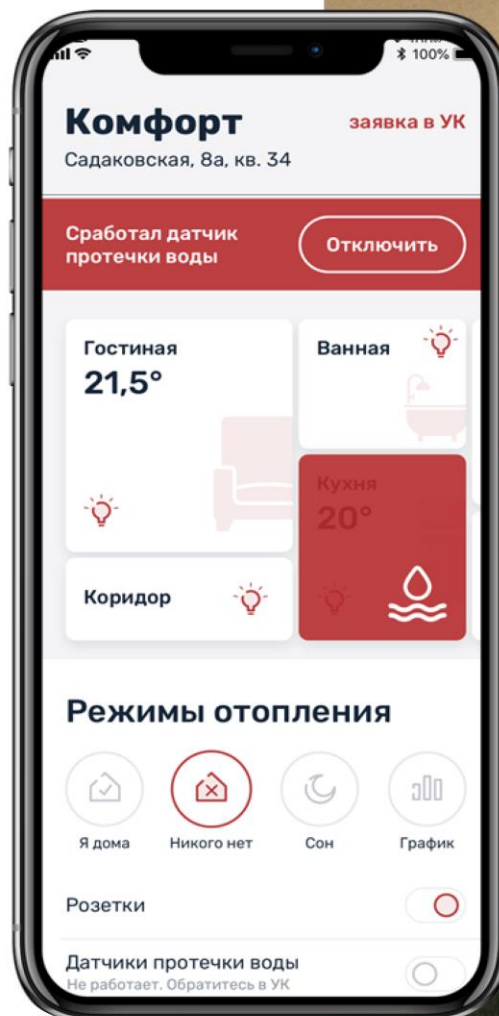 100%
Комфорт
заявка в УК
Садаковская, 8а, кв. 34
Сработал датчик
протечки воды
Отключить
Гостиная
21,5°
Ванная
Кухня
20°
Коридор
Режимы отопления
Я дома
Никого нет
Сон
График
Розетки
Датчики протечки воды
Не работает. Обратитесь в УК